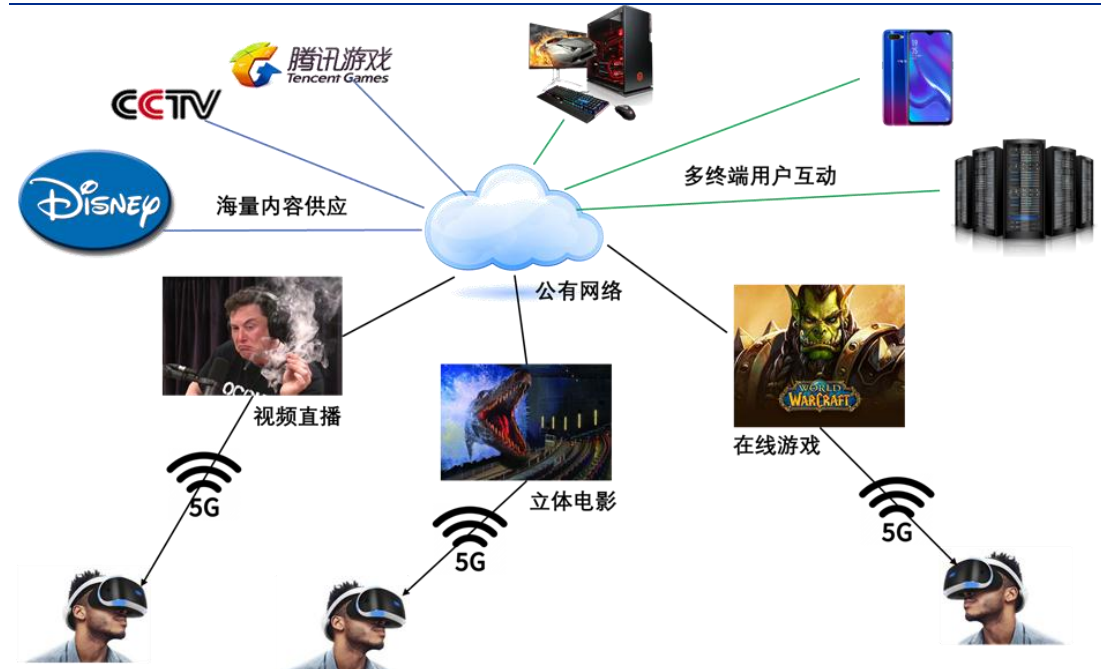 腾讯游戏
Tencent Games
CCTV
DISNEY
海量内容供应
多终端用户互动
公有网络
视频直播
WORLD
WARCRAFT
在线游戏
立体电影
5G
5G
5G